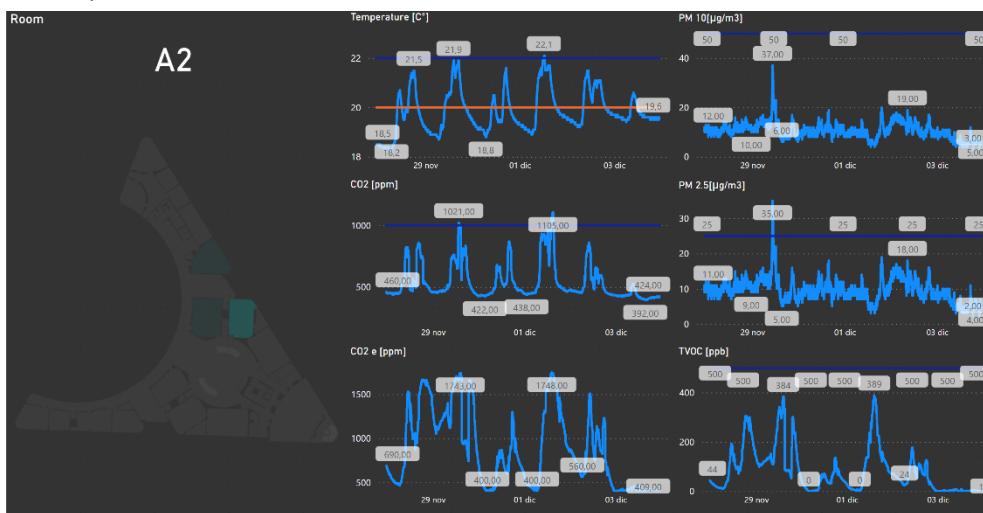 Room
A2
Temperature [C°]
22
20
18
21,5
21,9
22,1
19,6
18,5
18,2
18,8
29 nov
01 dic
03 dic
PM 10[µg/m3]
40
20
0
50
50
50
50
37,00
12,00
10,00
6,00
19,00
3,00
5,00
29 nov
01 dic
03 dic
CO2 [ppm]
1000
500
1021,00
1105,00
460,00
422,00
438,00
424,00
392,00
29 nov
01 dic
03 dic
PM 2.5[µg/m3]
30
20
10
0
35,00
25
25
25
25
11,00
9,00
5,00
18,00
2,00
4,00
29 nov
01 dic
03 dic
CO2 e [ppm]
1500
1000
500
1743,00
1748,00
690,00
400,00
400,00
560,00
409,00
29 nov
01 dic
03 dic
TVOC [ppb]
400
200
0
500
500
384
500
500
389
500
500
500
44
0
0
24
1
29 nov
01 dic
03 dic